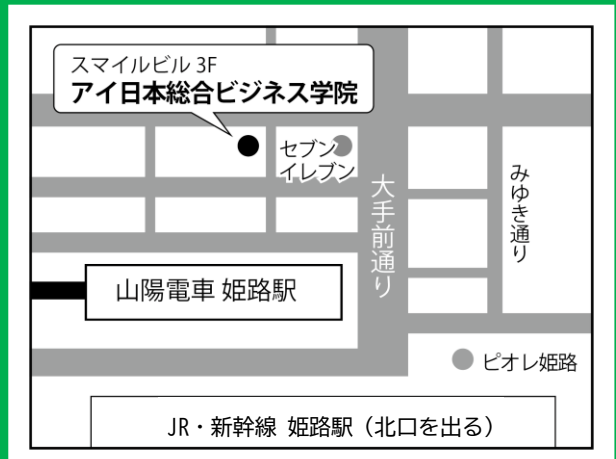 スマイルビル 3F
アイ日本総合ビジネス学院
セブン
イレブン
大手前通り
みゆき通り
山陽電車 姫路駅
ピオレ姫路
JR・新幹線 姫路駅（北口を出る）